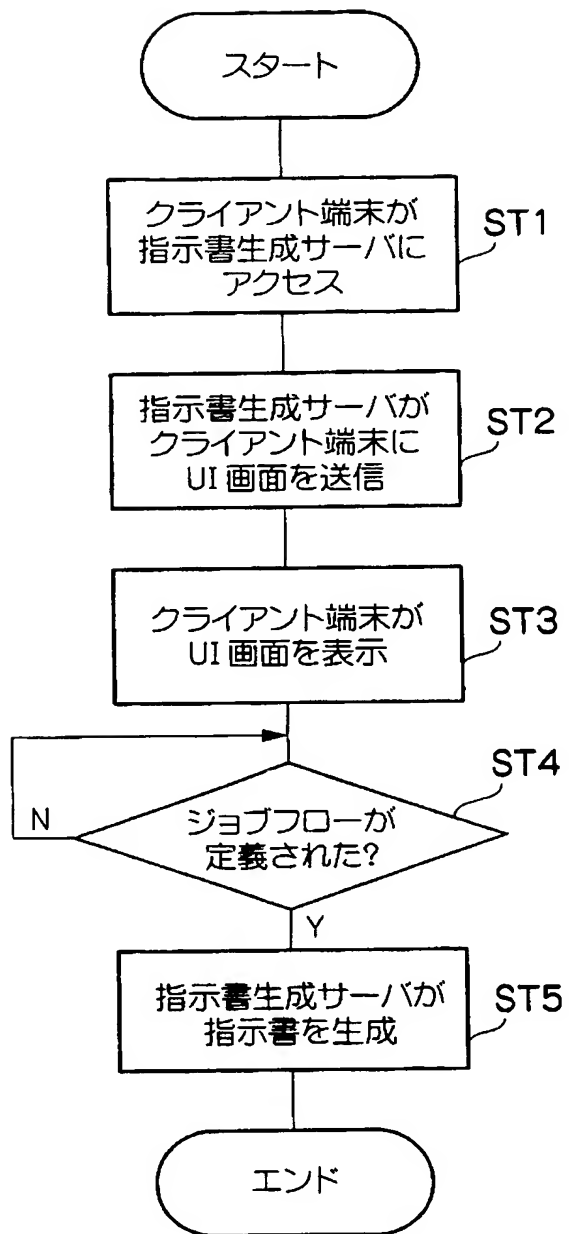 スタート
クライアント端末が
指示書生成サーバに
アクセス
ST1
指示書生成サーバが
クライアント端末に
UI画面を送信
ST2
クライアント端末が
UI画面を表示
ST3
ST4
N
ジョブフローが
定義された?
Y
指示書生成サーバが
指示書を生成
ST5
エンド